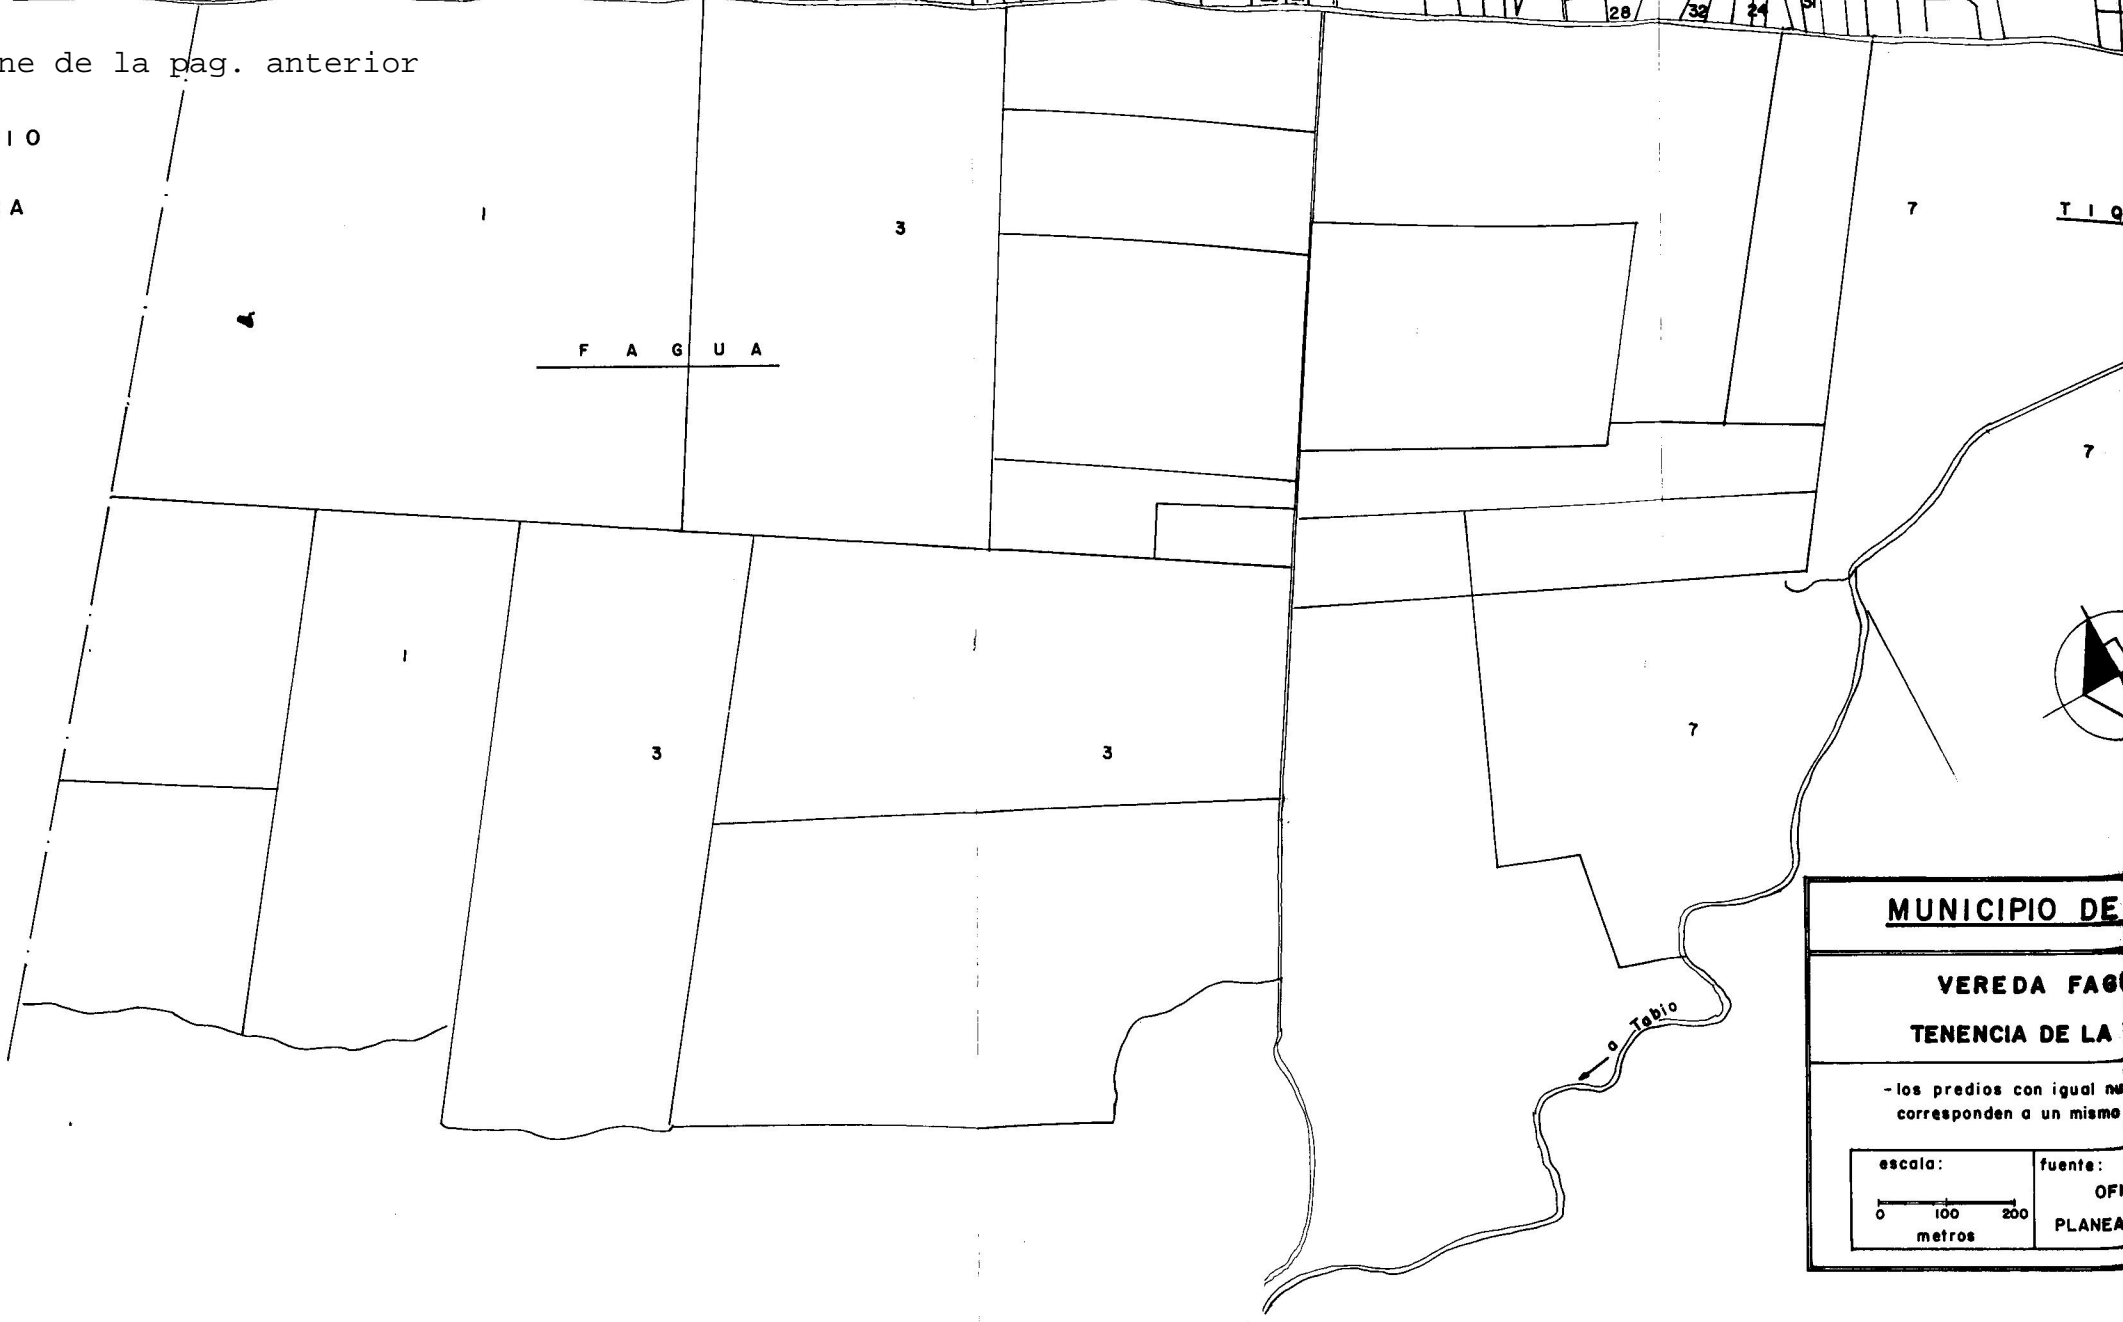 28 32 24 31
ne de la pag. anterior
I O
A
1
3
7
T I Q
F A G U A
7
1
3
3
7
a Tabio
MUNICIPIO DE
VEREDA FAGU
TENENCIA DE LA
- los predios con igual nu
corresponden a un mismo
escala:
0 100 200
metros
fuente:
OFI
PLANEA